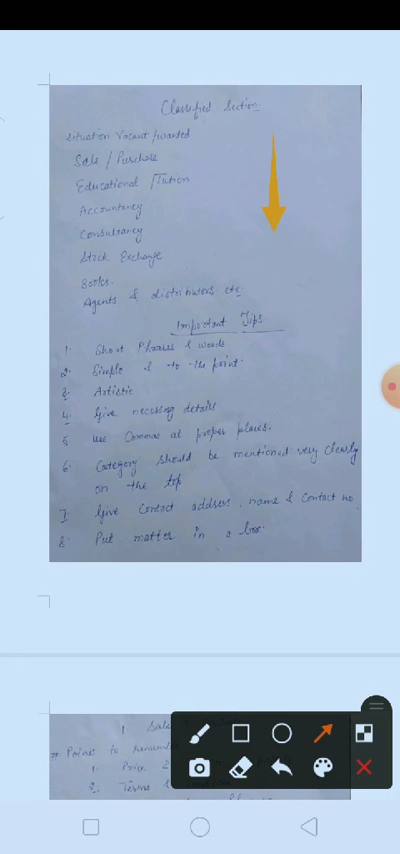 Classified Section
Situation Vacant / wanted
Sale / Purchase
Educational / Tution
Accountancy
Consultancy
Stock Exchange
Books.
Agents & distributors etc.
Important Tips
1. Short Phrases & words
2. Simple & to the point.
3. Artistic
4. Give necessary details
5 Use Commas at proper places.
6. Category should be mentioned very clearly
on the top
7. Give Contact address, name & Contact no.
8. Put matter in a box.
1 Sale
# Points to
1. Price
2. Terms